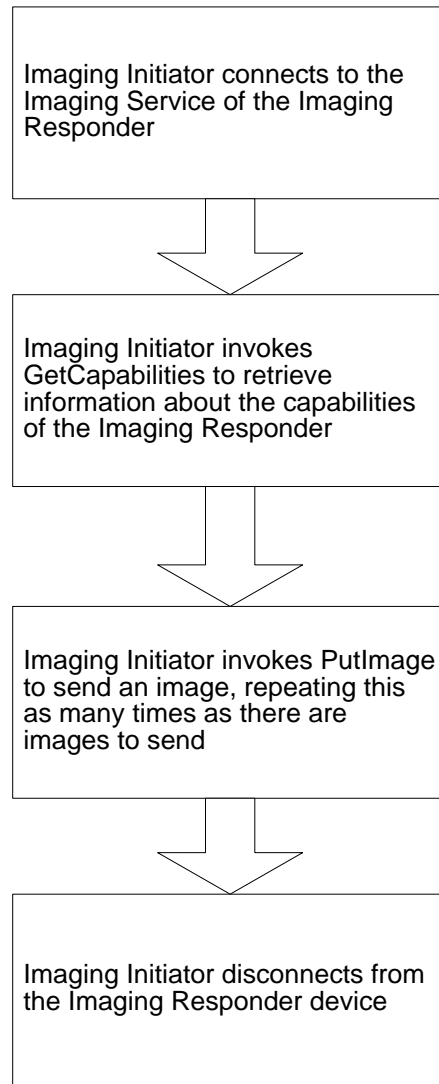 Imaging Initiator connects to the
Imaging Service of the Imaging
Responder
Imaging Initiator invokes
GetCapabilities to retrieve
information about the capabilities
of the Imaging Responder
Imaging Initiator invokes PutImage
to send an image, repeating this
as many times as there are
images to send
Imaging Initiator disconnects from
the Imaging Responder device